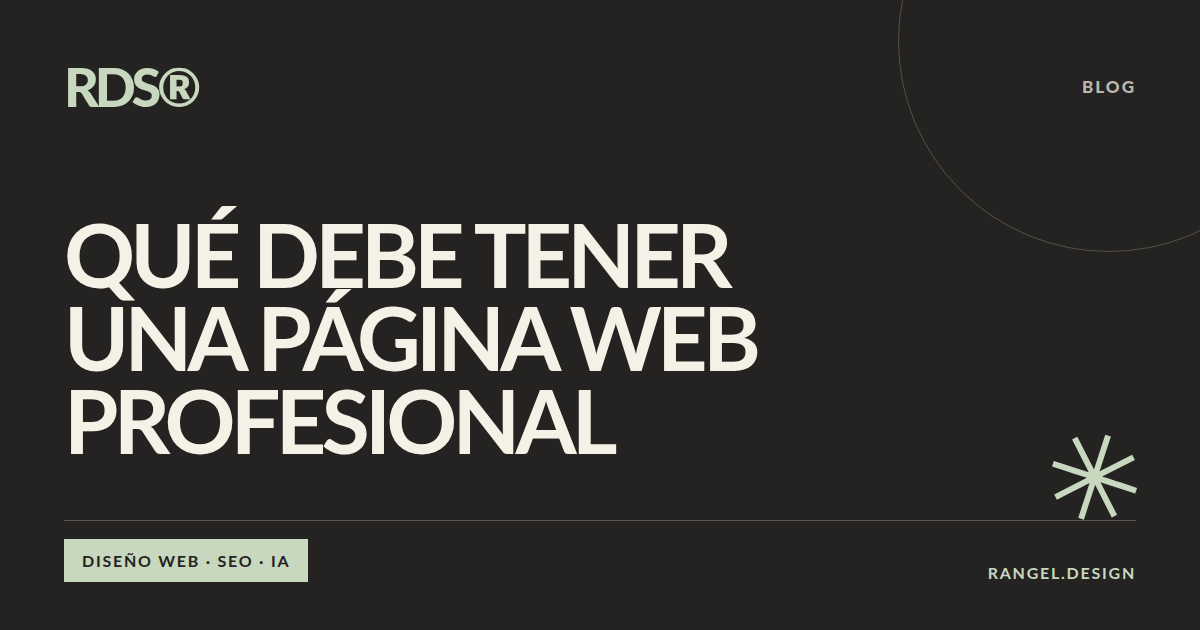 RDS®
BLOG
QUÉ DEBE TENER
UNA PÁGINA WEB
PROFESIONAL
DISEÑO WEB · SEO · IA
RANGEL.DESIGN